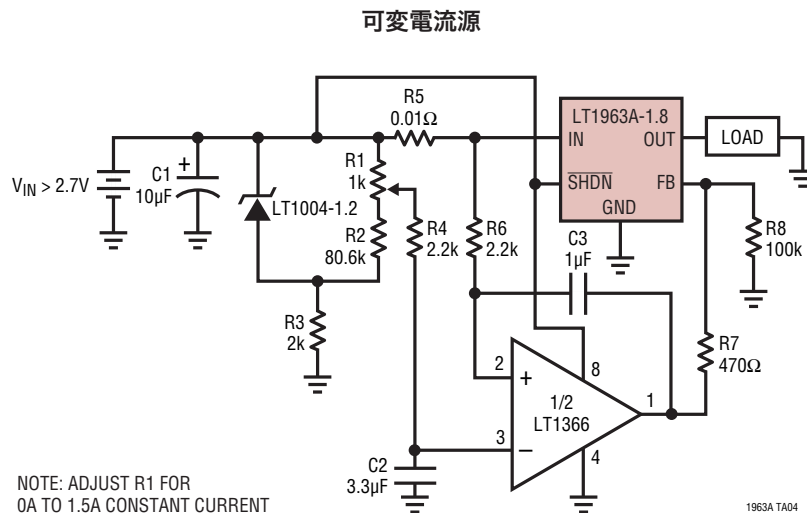 可変電流源
R5
0.01Ω
LT1963A-1.8
IN
OUT
LOAD
SHDN
FB
GND
R1
1k
C1
10µF
+
VIN > 2.7V
LT1004-1.2
R2
80.6k
R4
2.2k
R6
2.2k
C3
1µF
R8
100k
R3
2k
R7
470Ω
2
+
8
1/2
LT1366
1
3
–
4
C2
3.3µF
NOTE: ADJUST R1 FOR
0A TO 1.5A CONSTANT CURRENT
1963A TA04